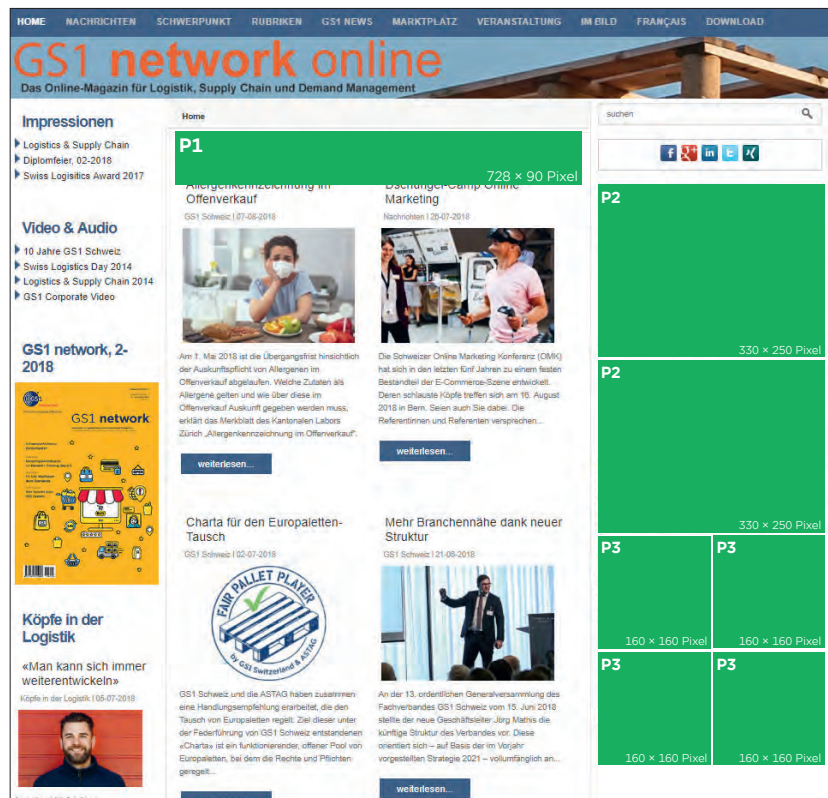 HOME NACHRICHTEN SCHWERPUNKT RUBRIKEN GS1 NEWS MARKTPLATZ VERANSTALTUNG IM BILD FRANÇAIS DOWNLOAD
GS1 network online
Das Online-Magazin für Logistik, Supply Chain und Demand Management
Impressionen
Logistics & Supply Chain
Diplomfeier, 02-2018
Swiss Logisitics Award 2017
Video & Audio
10 Jahre GS1 Schweiz
Swiss Logistics Day 2014
Logistics & Supply Chain 2014
GS1 Corporate Video
GS1 network, 2-
2018
GS1 network
Köpfe in der
Logistik
«Man kann sich immer
weiterentwickeln»
Köpfe in der Logistik | 05-07-2018
Home
P1
728 × 90 Pixel
Allergenkennzeichnung im
Offenverkauf
GS1 Schweiz | 07-08-2018
Am 1. Mai 2018 ist die Übergangsfrist hinsichtlich
der Auskunftspflicht von Allergenen im
Offenverkauf abgelaufen. Welche Zutaten als
Allergene gelten und wie über diese im
Offenverkauf Auskunft gegeben werden muss,
erklärt das Merkblatt des Kantonalen Labors
Zürich „Allergenkennzeichnung im Offenverkauf“.
weiterlesen...
Dschungel-Camp Online
Marketing
Nachrichten | 26-07-2018
Die Schweizer Online Marketing Konferenz (OMK)
hat sich in den letzten fünf Jahren zu einem festen
Bestandteil der E-Commerce-Szene entwickelt.
Deren schlauste Köpfe treffen sich am 16. August
2018 in Bern. Seien auch Sie dabei. Die
Referentinnen und Referenten versprechen...
weiterlesen...
Charta für den Europaletten-
Tausch
GS1 Schweiz | 02-07-2018
FAIR PALLET PLAYER
by GS1 Switzerland & ASTAG
GS1 Schweiz und die ASTAG haben zusammen
eine Handlungsempfehlung erarbeitet, die den
Tausch von Europaletten regelt. Ziel dieser unter
der Federführung von GS1 Schweiz entstandenen
«Charta» ist ein funktionierender, offener Pool von
Europaletten, bei dem die Rechte und Pflichten
geregelt...
Mehr Branchennähe dank neuer
Struktur
GS1 Schweiz | 21-06-2018
An der 13. ordentlichen Generalversammlung des
Fachverbandes GS1 Schweiz vom 15. Juni 2018
stellte der neue Geschäftsleiter Jörg Mathis die
künftige Struktur des Verbandes vor. Diese
orientiert sich – auf Basis der im Vorjahr
vorgestellten Strategie 2021 – vollumfänglich an...
weiterlesen...
suchen
P2
330 × 250 Pixel
P2
330 × 250 Pixel
P3 P3
160 × 160 Pixel 160 × 160 Pixel
P3 P3
160 × 160 Pixel 160 × 160 Pixel